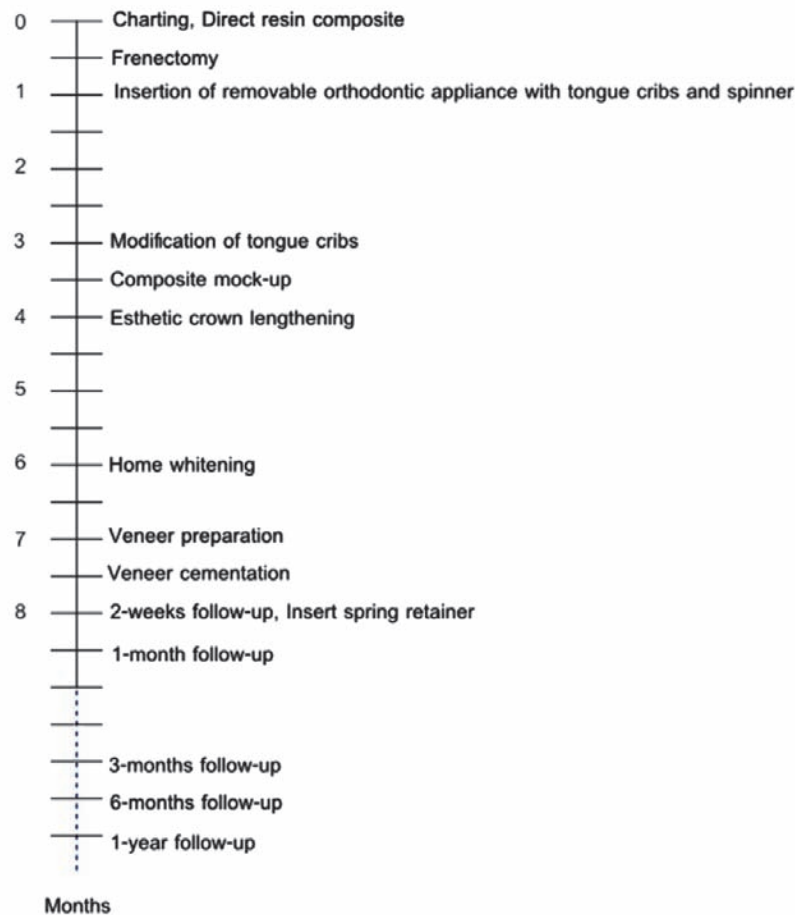 0 Charting, Direct resin composite
Frenectomy
1 Insertion of removable orthodontic appliance with tongue cribs and spinner
2
3 Modification of tongue cribs
Composite mock-up
4 Esthetic crown lengthening
5
6 Home whitening
7 Veneer preparation
Veneer cementation
8 2-weeks follow-up, Insert spring retainer
1-month follow-up
3-months follow-up
6-months follow-up
1-year follow-up
Months